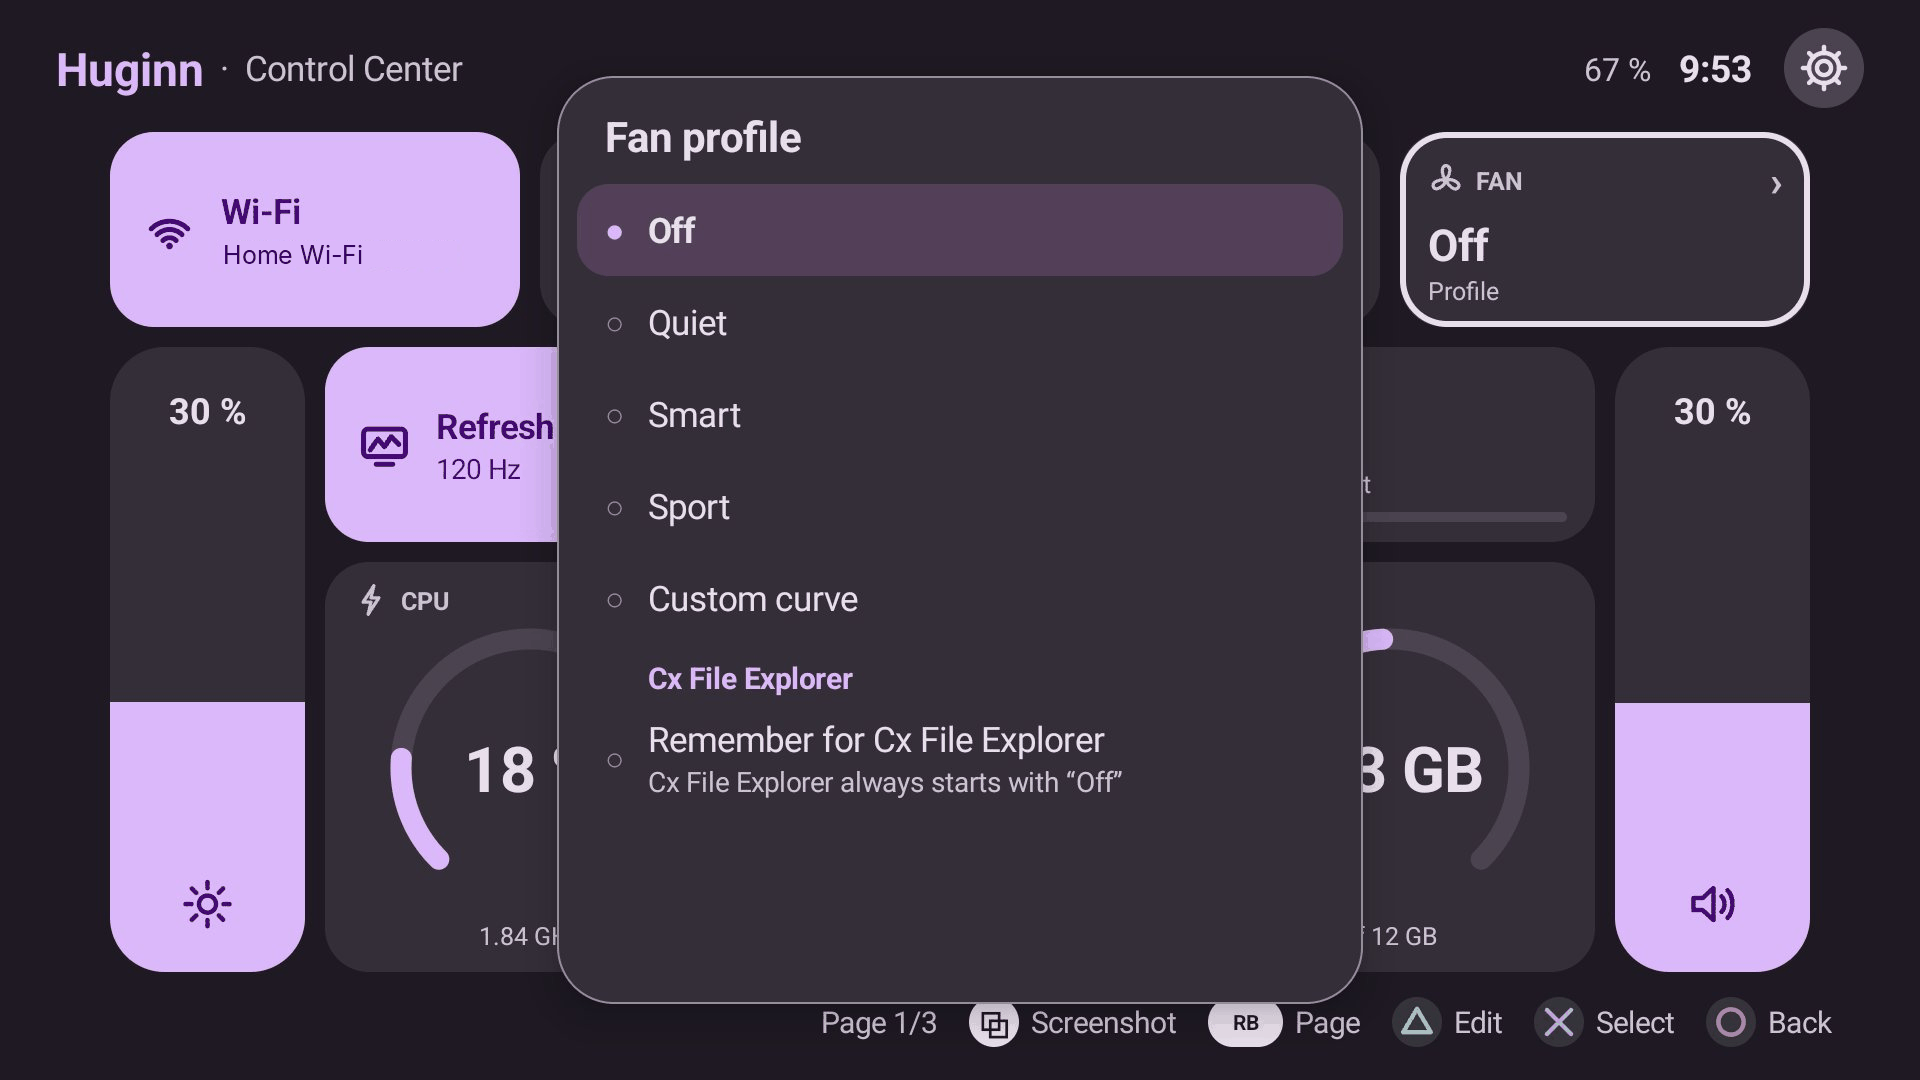 Huginn · Control Center
67 % 9:53
Fan profile
Wi-Fi
Home Wi-Fi
Off
Quiet
Smart
Sport
Custom curve
Cx File Explorer
Remember for Cx File Explorer
Cx File Explorer always starts with “Off”
FAN
Off
Profile
30 %
Refresh
120 Hz
30 %
CPU
18
1.84
GB
12 GB
Page 1/3
Screenshot
RB Page
Edit
Select
Back